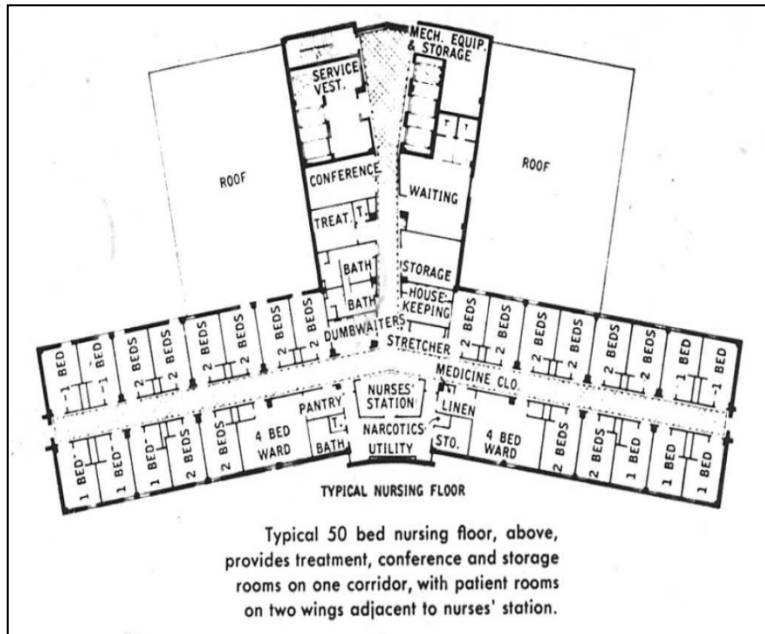 MECH. EQUIP.
& STORAGE
SERVICE
VEST.
T T
ROOF
ROOF
CONFERENCE
WAITING
TREAT.
T.
BATH
STORAGE
BATH
HOUSE
KEEPING
DUMBWAITERS
STRETCHER
1 BED
1 BED
2 BEDS
2 BEDS
2 BEDS
2 BEDS
2 BEDS
2 BEDS
2 BEDS
2 BEDS
2 BEDS
2 BEDS
2 BEDS
2 BEDS
1 BED
1 BED
MEDICINE CLO.
NURSES'
STATION
PANTRY
LINEN
T.
NARCOTICS
BATH
UTILITY
STO.
1 BED
1 BED
1 BED
2 BEDS
2 BEDS
4 BED
WARD
4 BED
WARD
2 BEDS
2 BEDS
1 BED
1 BED
1 BED
TYPICAL NURSING FLOOR
Typical 50 bed nursing floor, above,
provides treatment, conference and storage
rooms on one corridor, with patient rooms
on two wings adjacent to nurses' station.